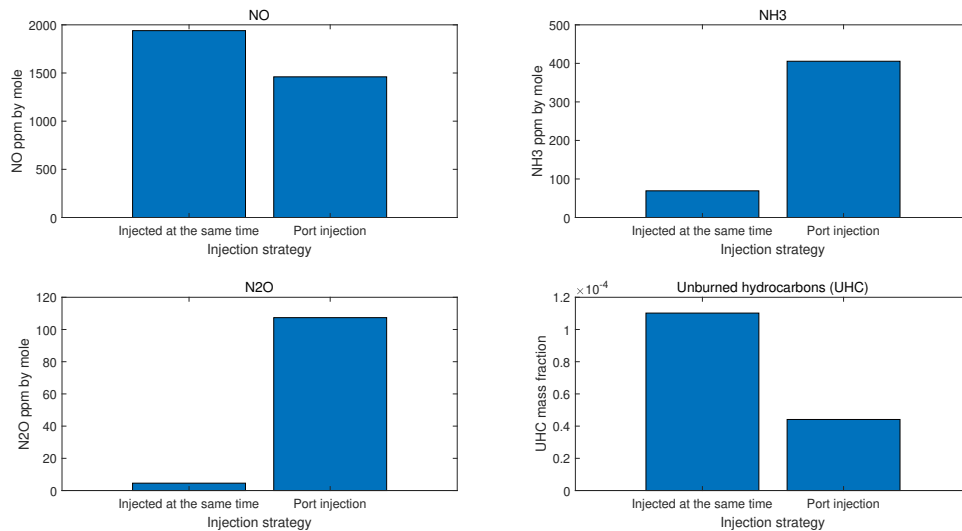 NO
2000
1500
1000
500
0
NO ppm by mole
Injected at the same time
Port injection
Injection strategy
NH3
500
400
300
200
100
0
NH3 ppm by mole
Injected at the same time
Port injection
Injection strategy
N2O
120
100
80
60
40
20
0
N2O ppm by mole
Injected at the same time
Port injection
Injection strategy
Unburned hydrocarbons (UHC)
×10-4
1.2
1
0.8
0.6
0.4
0.2
0
UHC mass fraction
Injected at the same time
Port injection
Injection strategy